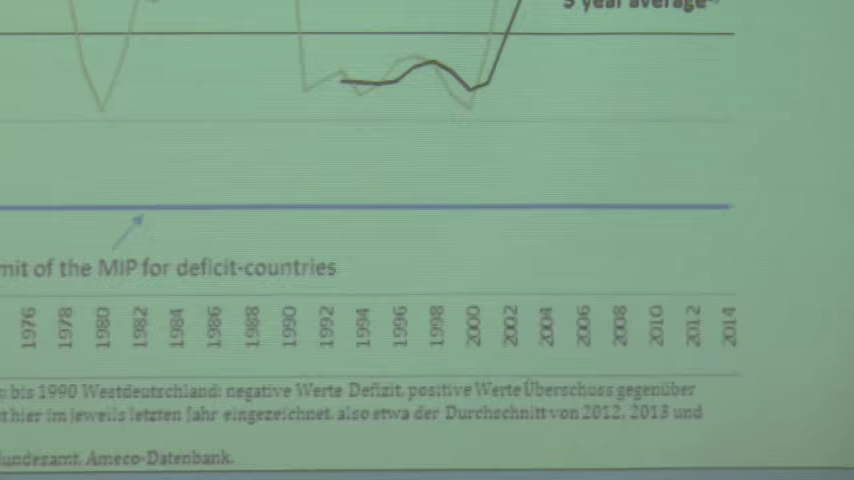 3 year average
mit of the MIP for deficit-countries
1976 1978 1980 1982 1984 1986 1988 1990 1992 1994 1996 1998 2000 2002 2004 2006 2008 2010 2012 2014
bis 1990 Westdeutschland; negative Werte Defizit, positive Werte Überschuss gegenüber
hier im jeweils letzten Jahr eingezeichnet, also etwa der Durchschnitt von 2012, 2013 und
undesamt, Ameco-Datenbank.